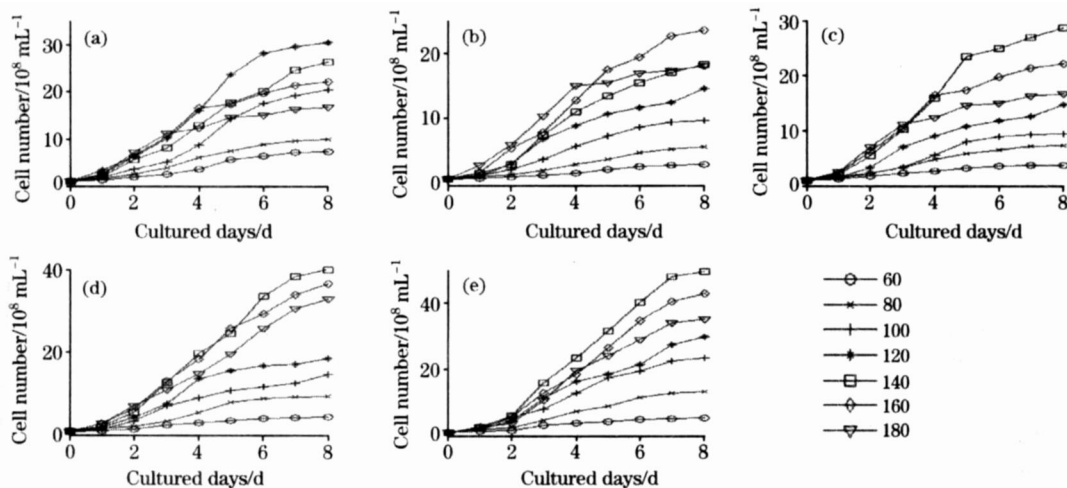 (a)
Cell number/10⁸ mL⁻¹
30
20
10
0
0 2 4 6 8
Cultured days/d
(b)
Cell number/10⁸ mL⁻¹
20
10
0
0 2 4 6 8
Cultured days/d
(c)
Cell number/10⁸ mL⁻¹
30
20
10
0
0 2 4 6 8
Cultured days/d
(d)
Cell number/10⁸ mL⁻¹
40
20
0
0 2 4 6 8
Cultured days/d
(e)
Cell number/10⁸ mL⁻¹
40
20
0
0 2 4 6 8
Cultured days/d
60
80
100
120
140
160
180